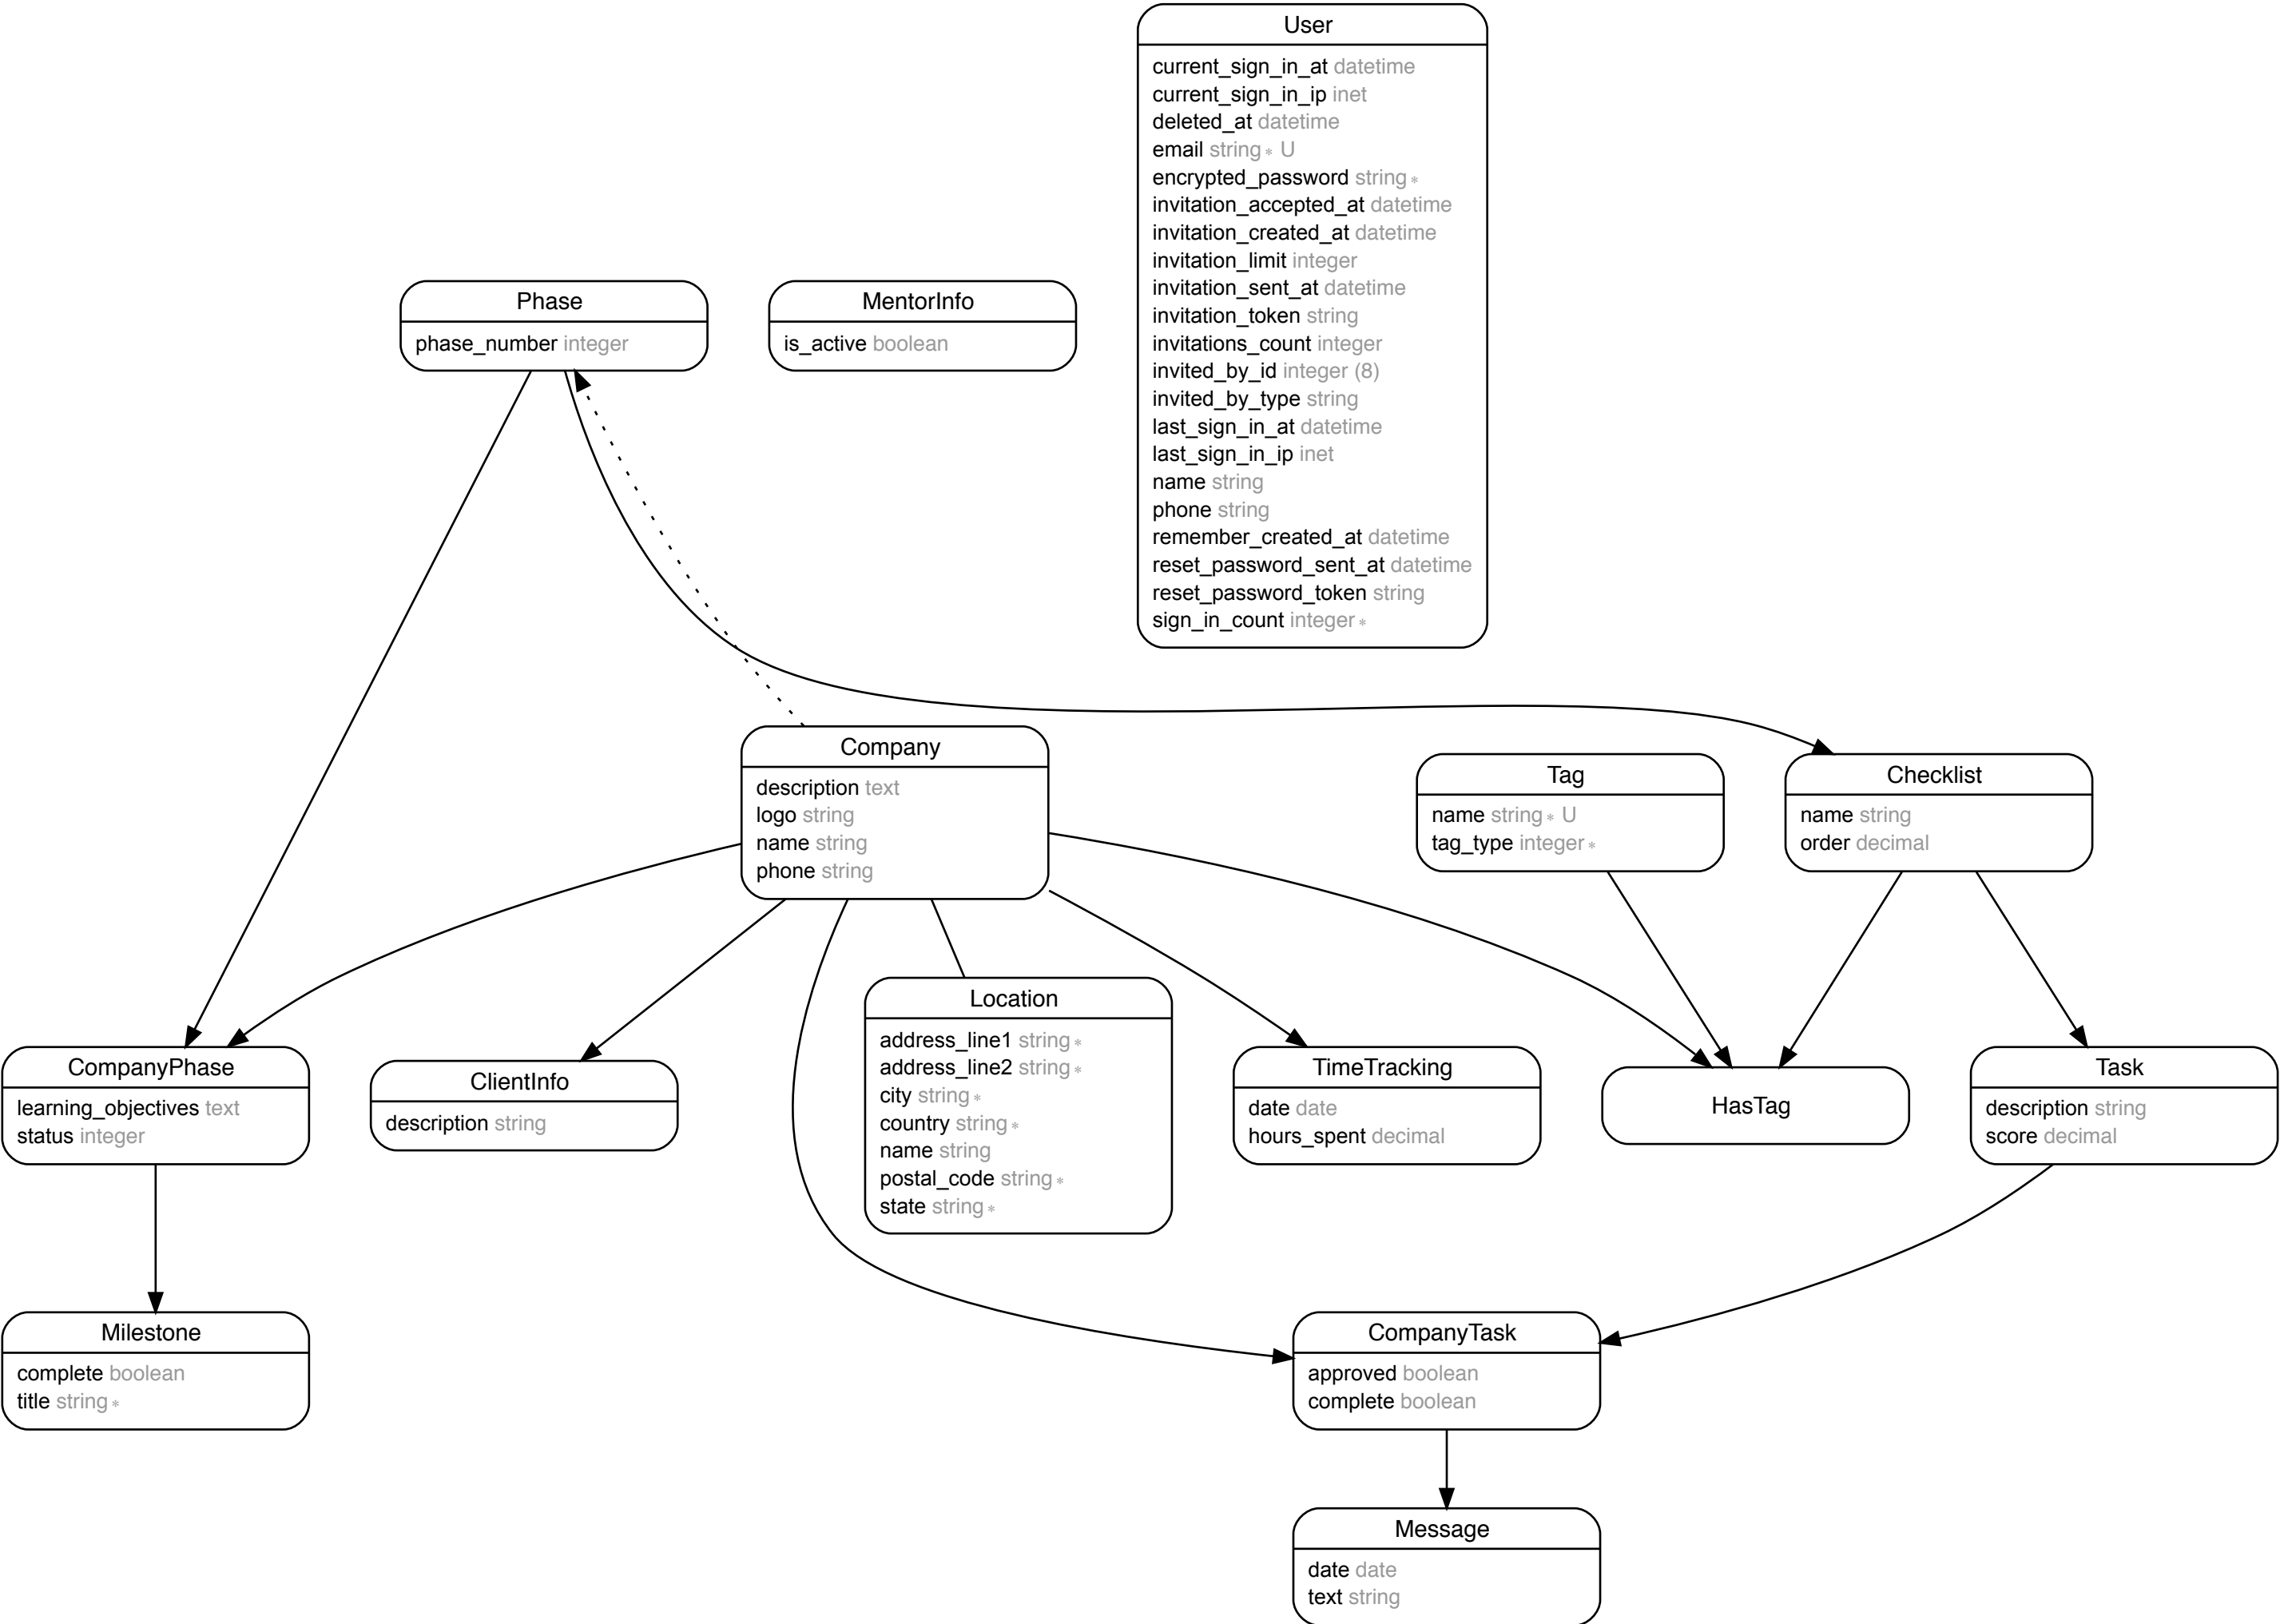 User
current_sign_in_at datetime
current_sign_in_ip inet
deleted_at datetime
email string * U
encrypted_password string *
invitation_accepted_at datetime
invitation_created_at datetime
invitation_limit integer
invitation_sent_at datetime
invitation_token string
invitations_count integer
invited_by_id integer (8)
invited_by_type string
last_sign_in_at datetime
last_sign_in_ip inet
name string
phone string
remember_created_at datetime
reset_password_sent_at datetime
reset_password_token string
sign_in_count integer *
Phase
phase_number integer
MentorInfo
is_active boolean
Company
description text
logo string
name string
phone string
Tag
name string * U
tag_type integer *
Checklist
name string
order decimal
CompanyPhase
learning_objectives text
status integer
ClientInfo
description string
Location
address_line1 string *
address_line2 string *
city string *
country string *
name string
postal_code string *
state string *
TimeTracking
date date
hours_spent decimal
HasTag
Task
description string
score decimal
Milestone
complete boolean
title string *
CompanyTask
approved boolean
complete boolean
Message
date date
text string